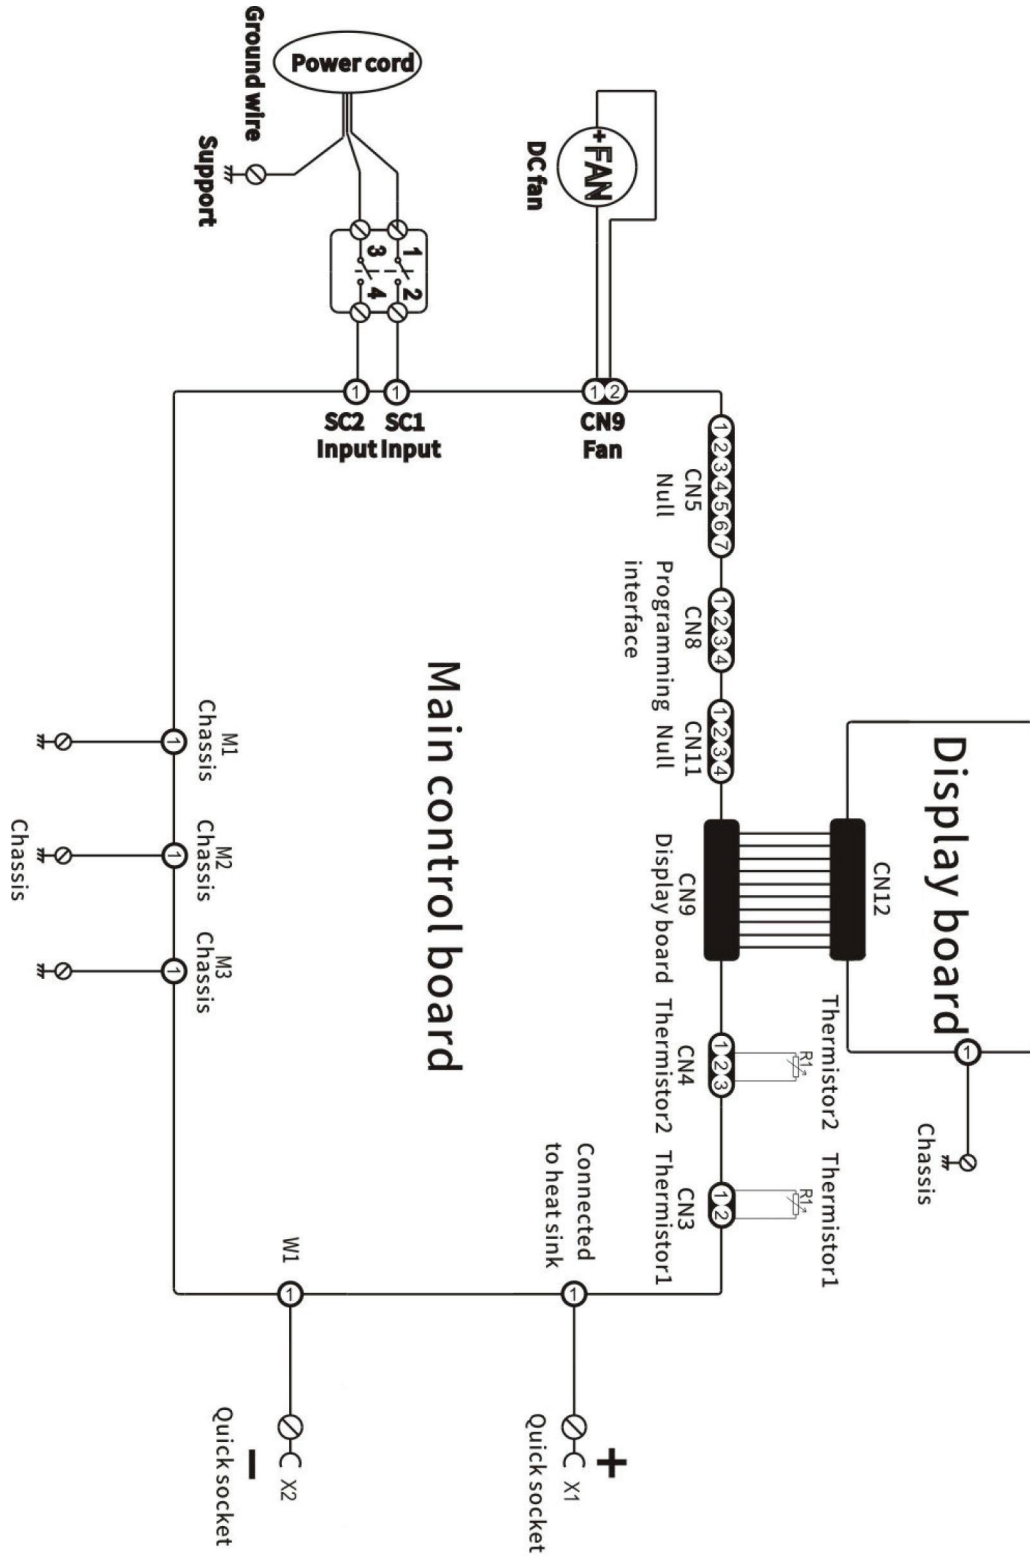 Power cord
Ground wire
Support
+FAN
DC fan
1
2
3
4
1
1
1 2
SC2
Input
SC1
Input
CN9
Fan
1 2 3 4 5 6 7
CN5
Null
1 2 3 4
CN8
Programming
interface
1 2 3 4
CN11
Null
CN9
Display board
CN12
Display board
1
Chassis
1 2 3
CN4
Thermistor2
R1
Thermistor2
1 2
CN3
Thermistor1
R1
Thermistor1
Main control board
1
M1
Chassis
1
M2
Chassis
1
M3
Chassis
Chassis
Connected
to heat sink
1
W1
1
+
X1
Quick socket
−
X2
Quick socket